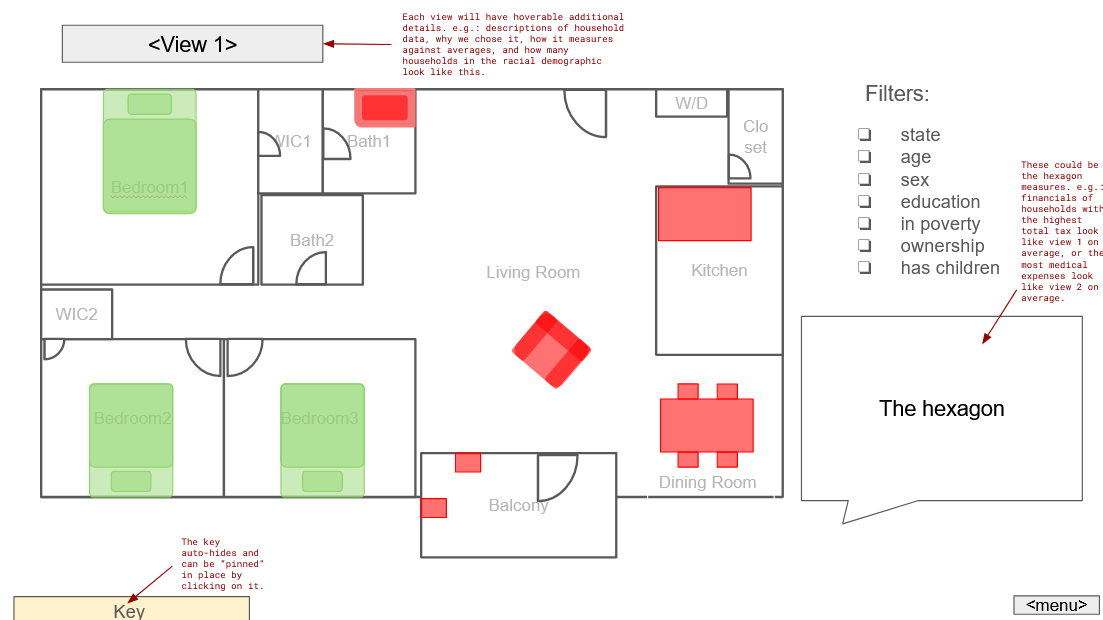 <View 1>
Each view will have hoverable additional
details. e.g.: descriptions of household
data, why we chose it, how it measures
against averages, and how many
households in the racial demographic
look like this.
Filters:
state
age
sex
education
in poverty
ownership
has children
These could be
the hexagon
measures. e.g.:
financials of
households with
the highest
total tax look
like view 1 on
average, or the
most medical
expenses look
like view 2 on
average.
Bedroom1
WIC1
Bath1
W/D
Clo
set
Bath2
Living Room
Kitchen
WIC2
Bedroom2
Bedroom3
Balcony
Dining Room
The hexagon
The key
auto-hides and
can be "pinned"
in place by
clicking on it.
Key
<menu>